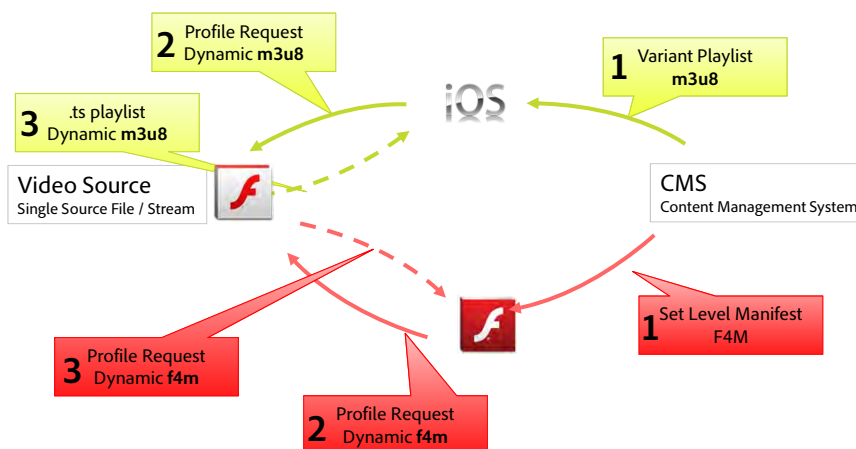 2 Profile Request
Dynamic m3u8
1 Variant Playlist
m3u8
iOS
3 .ts playlist
Dynamic m3u8
Video Source
Single Source File / Stream
CMS
Content Management System
1 Set Level Manifest
F4M
3 Profile Request
Dynamic f4m
2 Profile Request
Dynamic f4m